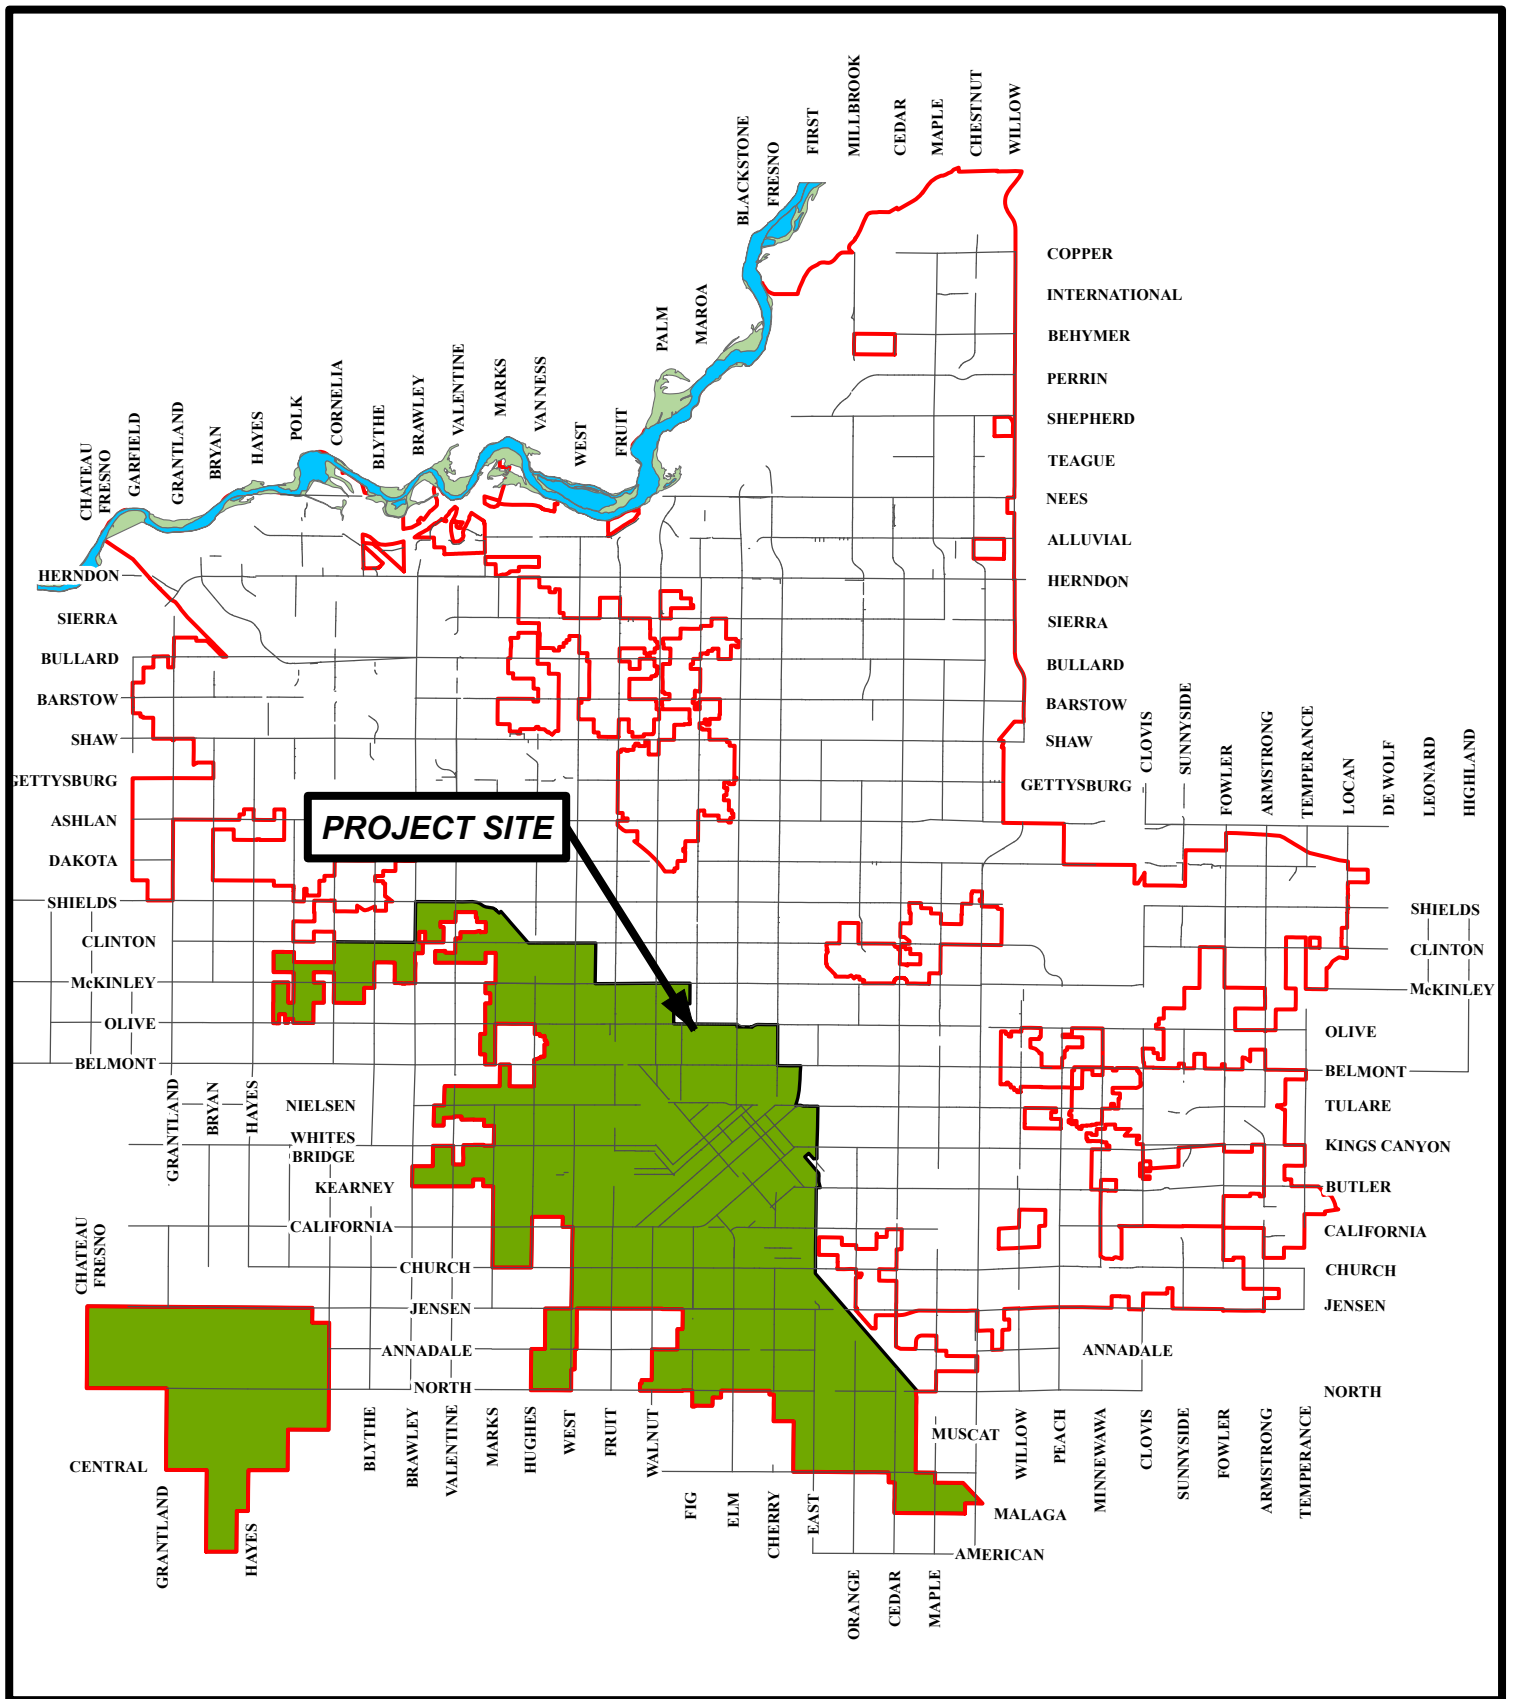 BLACKSTONE
FRESNO
FIRST
MILLBROOK
CEDAR
MAPLE
CHESTNUT
WILLOW
COPPER
INTERNATIONAL
BEHYMER
PERRIN
SHEPHERD
TEAGUE
NEES
ALLUVIAL
HERNDON
SIERRA
BULLARD
BARSTOW
SHAW
GETTYSBURG
CHATEAU
FRESNO
GARFIELD
GRANTLAND
BRYAN
HAYES
POLK
CORNELIA
BLYTHE
BRAWLEY
VALENTINE
MARKS
VAN NESS
WEST
FRUIT
PALM
MAROA
HERNDON
SIERRA
BULLARD
BARSTOW
SHAW
GETTYSBURG
ASHLAN
DAKOTA
SHIELDS
CLINTON
McKINLEY
OLIVE
BELMONT
PROJECT SITE
CLOVIS
SUNNYSIDE
FOWLER
ARMSTRONG
TEMPERANCE
LOCAN
DE WOLF
LEONARD
HIGHLAND
SHIELDS
CLINTON
McKINLEY
OLIVE
BELMONT
TULARE
KINGS CANYON
BUTLER
CALIFORNIA
CHURCH
JENSEN
ANNADALE
NORTH
GRANTLAND
BRYAN
HAYES
NIELSEN
WHITES
BRIDGE
KEARNEY
CALIFORNIA
CHURCH
JENSEN
ANNADALE
NORTH
CHATEAU
FRESNO
CENTRAL
GRANTLAND
HAYES
BLYTHE
BRAWLEY
VALENTINE
MARKS
HUGHES
WEST
FRUIT
WALNUT
FIG
ELM
CHERRY
EAST
ORANGE
CEDAR
MAPLE
MUSCAT
MALAGA
AMERICAN
WILLOW
PEACH
MINNEWAWA
CLOVIS
SUNNYSIDE
FOWLER
ARMSTRONG
TEMPERANCE